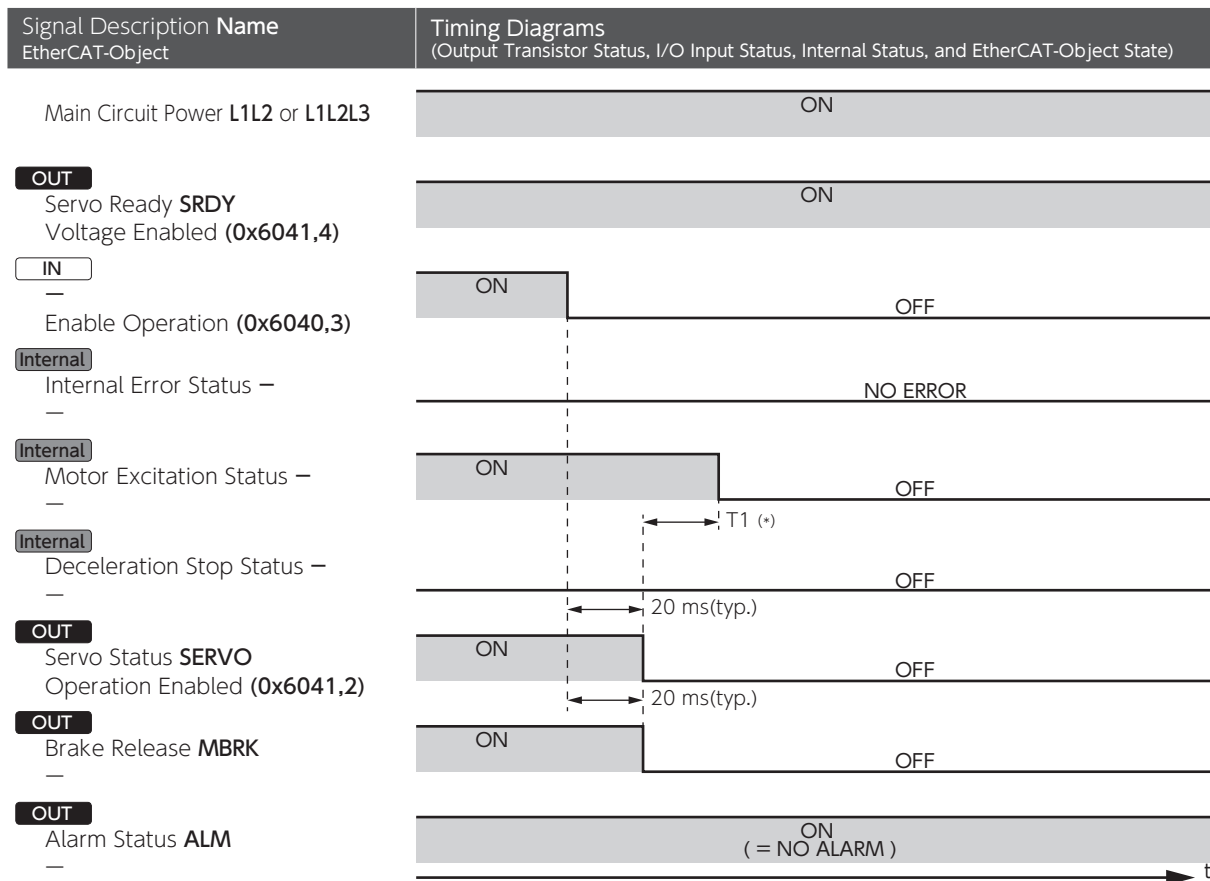 Signal Description Name
EtherCAT-Object
Timing Diagrams
(Output Transistor Status, I/O Input Status, Internal Status, and EtherCAT-Object State)
Main Circuit Power L1L2 or L1L2L3
ON
OUT
Servo Ready SRDY
Voltage Enabled (0x6041,4)
ON
IN
—
Enable Operation (0x6040,3)
ON
OFF
Internal
Internal Error Status —
—
NO ERROR
Internal
Motor Excitation Status —
—
ON
OFF
T1 (*)
Internal
Deceleration Stop Status —
—
OFF
20 ms(typ.)
OUT
Servo Status SERVO
Operation Enabled (0x6041,2)
ON
OFF
20 ms(typ.)
OUT
Brake Release MBRK
—
ON
OFF
OUT
Alarm Status ALM
—
ON
( = NO ALARM )
t